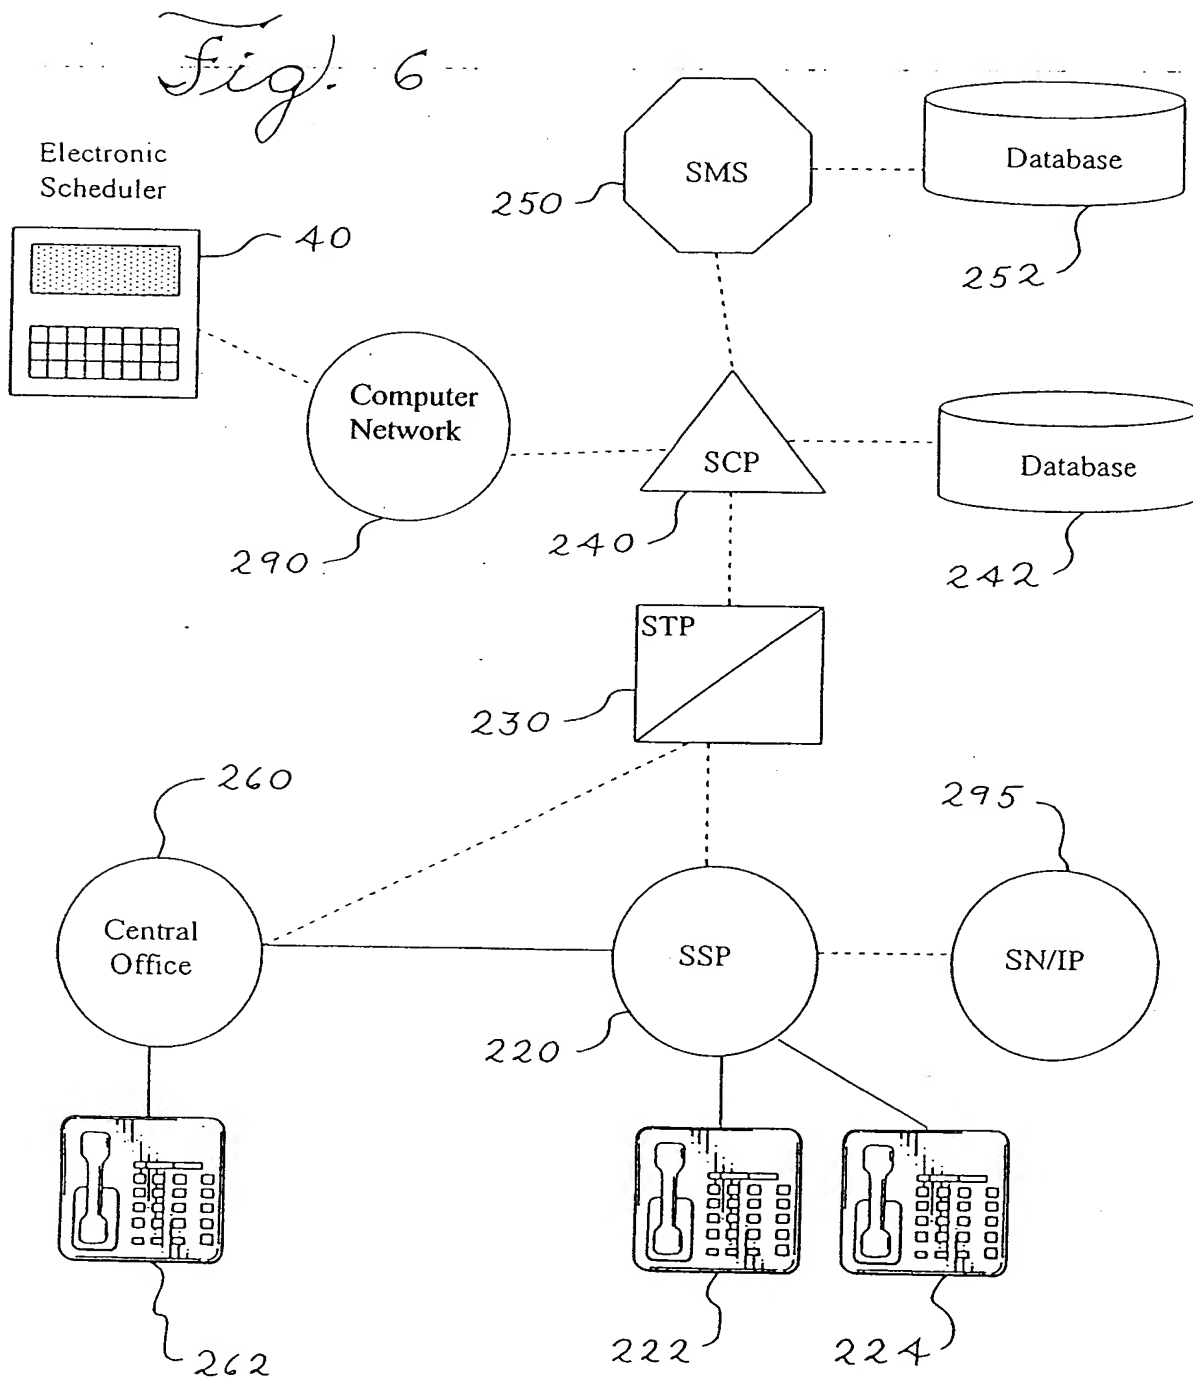 Fig. 6
Electronic
Scheduler
40
SMS
250
Database
252
Computer
Network
290
SCP
240
Database
242
STP
230
260
295
Central
Office
SSP
220
SN/IP
262
222
224